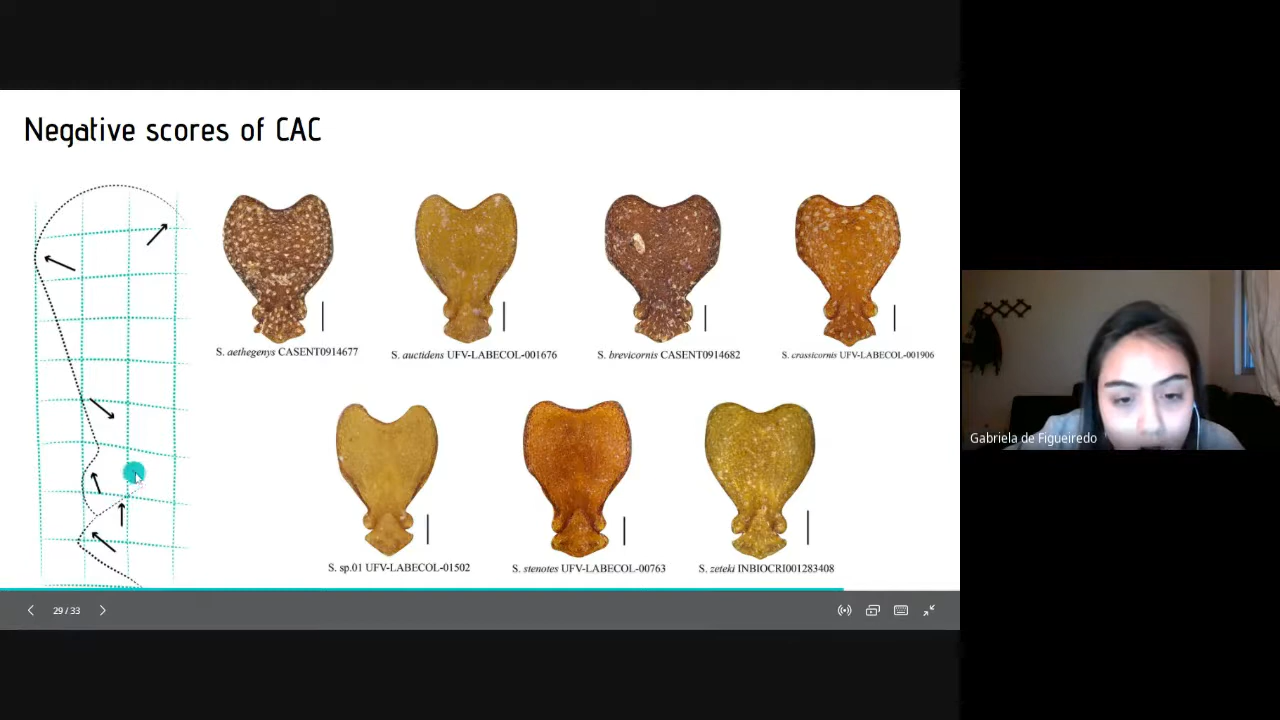 Negative scores of CAC
S. aethegenys CASENT0914677
S. auctidens UFV-LABECOL-001676
S. brevicornis CASENT0914682
S. crassicornis UFV-LABECOL-001906
Gabriela de Figueiredo
S. sp.01 UFV-LABECOL-01502
S. stenotes UFV-LABECOL-00763
S. zeteki INBIOCRI001283408
29 / 33